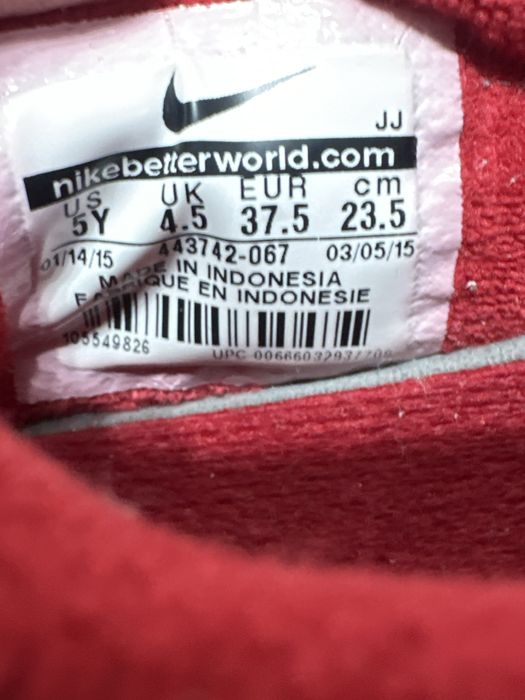 JJ
nikebetterworld.com
US UK EUR cm
5Y 4.5 37.5 23.5
01/14/15 443742-067 03/05/15
MADE IN INDONESIA
FABRIQUE EN INDONESIE
105549826